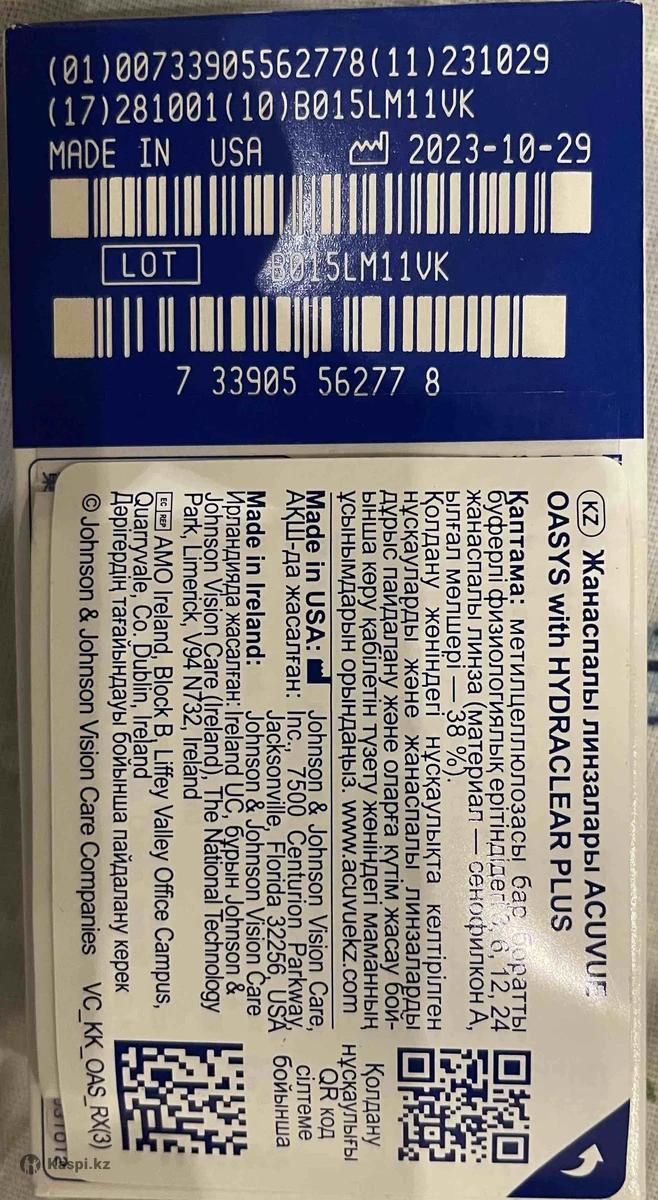 (01)00733905562778(11)231029
(17)281001(10)B015LM11VK
MADE IN USA 2023-10-29
LOT B015LM11VK
7 33905 56277 8
KZ Жанаспалы линзалары ACUVUE
OASYS with HYDRACLEAR PLUS
Қаптама: метилцеллюлозасы бар боратты
буферлі физиологиялық ерітіндідегі 3, 6, 12, 24
жанаспалы линза (материал — сенофилкон А,
ылғал мөлшері — 38 %).
Қолдану жөніндегі нұсқаулықта келтірілген
нұсқауларды және жанаспалы линзаларды
дұрыс пайдалану және оларға күтім жасау бой-
ынша көру қабілетін түзету жөніндегі маманның
ұсынымдарын орындаңыз. www.acuvuekz.com
Made in USA: Johnson & Johnson Vision Care,
АҚШ-да жасалған: Inc., 7500 Centurion Parkway,
Jacksonville, Florida 32256, USA
Made in Ireland: Johnson & Johnson Vision Care
Ирландияда жасалған: Ireland UC, бұрын Johnson &
Johnson Vision Care (Ireland), The National Technology
Park, Limerick, V94 N732, Ireland
EC REP AMO Ireland, Block B, Liffey Valley Office Campus,
Quarryvale, Co. Dublin, Ireland
Дәрігердің тағайындауы бойынша пайдалану керек
© Johnson & Johnson Vision Care Companies VC_KK_OAS_RX(3)
Қолдану
нұсқаулығы
QR код
сілтеме
бойынша
Kaspi.kz